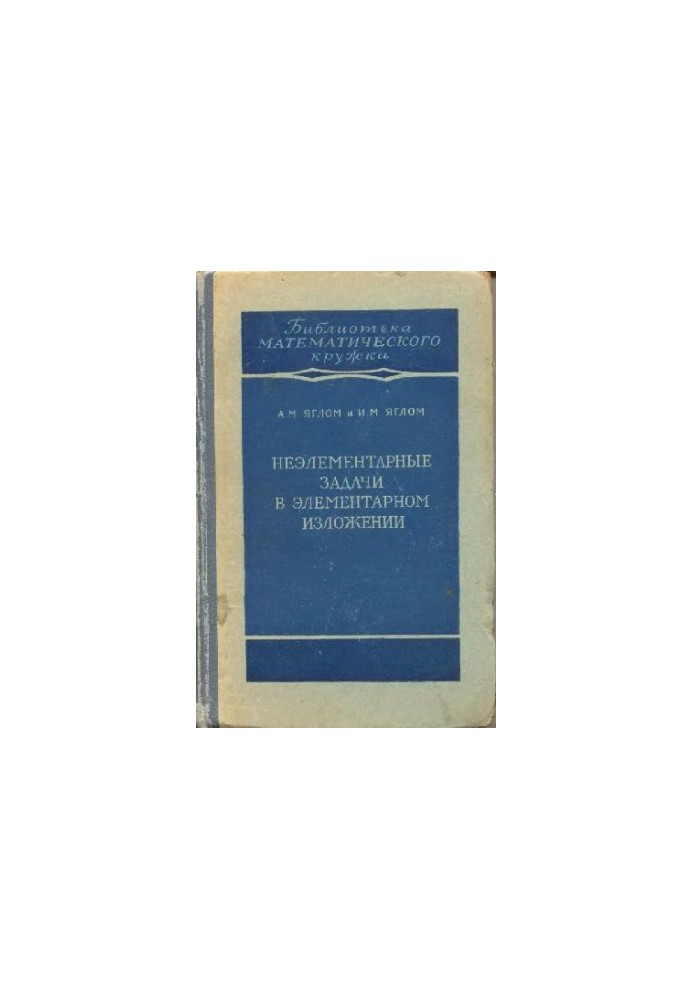 Библиотека
МАТЕМАТИЧЕСКОГО
кружка
А. М. ЯГЛОМ и И. М. ЯГЛОМ
НЕЭЛЕМЕНТАРНЫЕ
ЗАДАЧИ
В ЭЛЕМЕНТАРНОМ
ИЗЛОЖЕНИИ